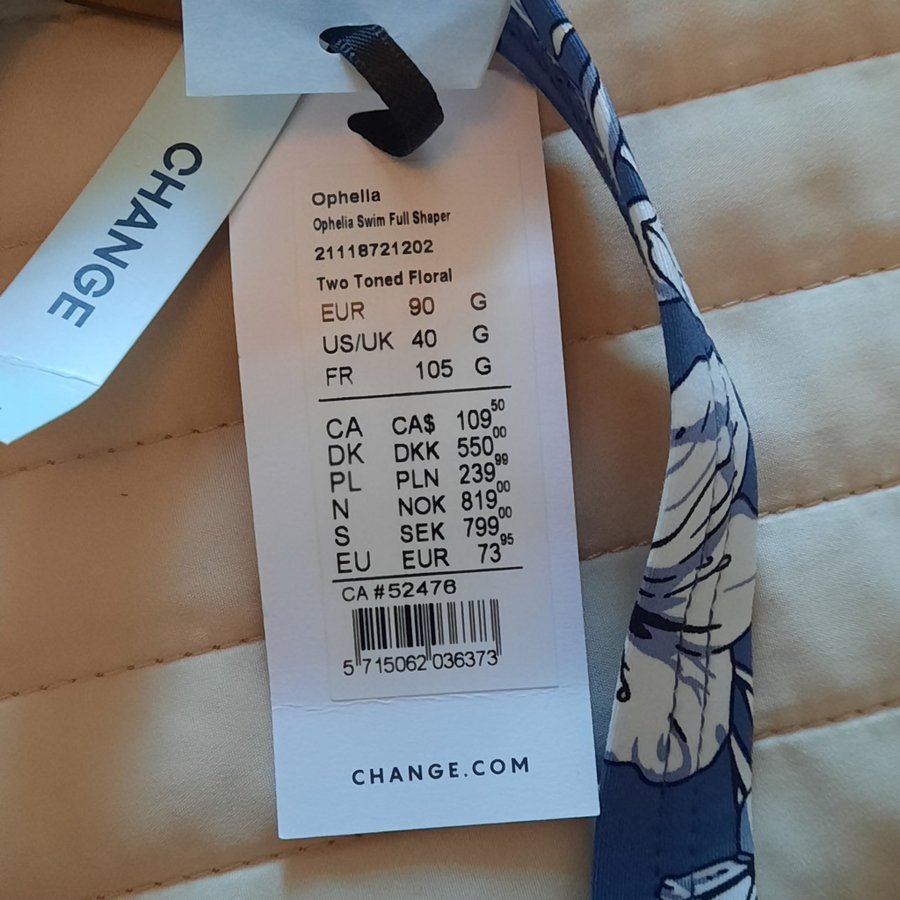 CHANGE
Ophelia
Ophelia Swim Full Shaper
21118721202
Two Toned Floral
EUR 90 G
US/UK 40 G
FR 105 G
CA CA$ 109 50
DK DKK 550 00
PL PLN 239 99
N NOK 819 00
S SEK 799 00
EU EUR 73 95
CA # 52476
5 715062 036373
CHANGE.COM